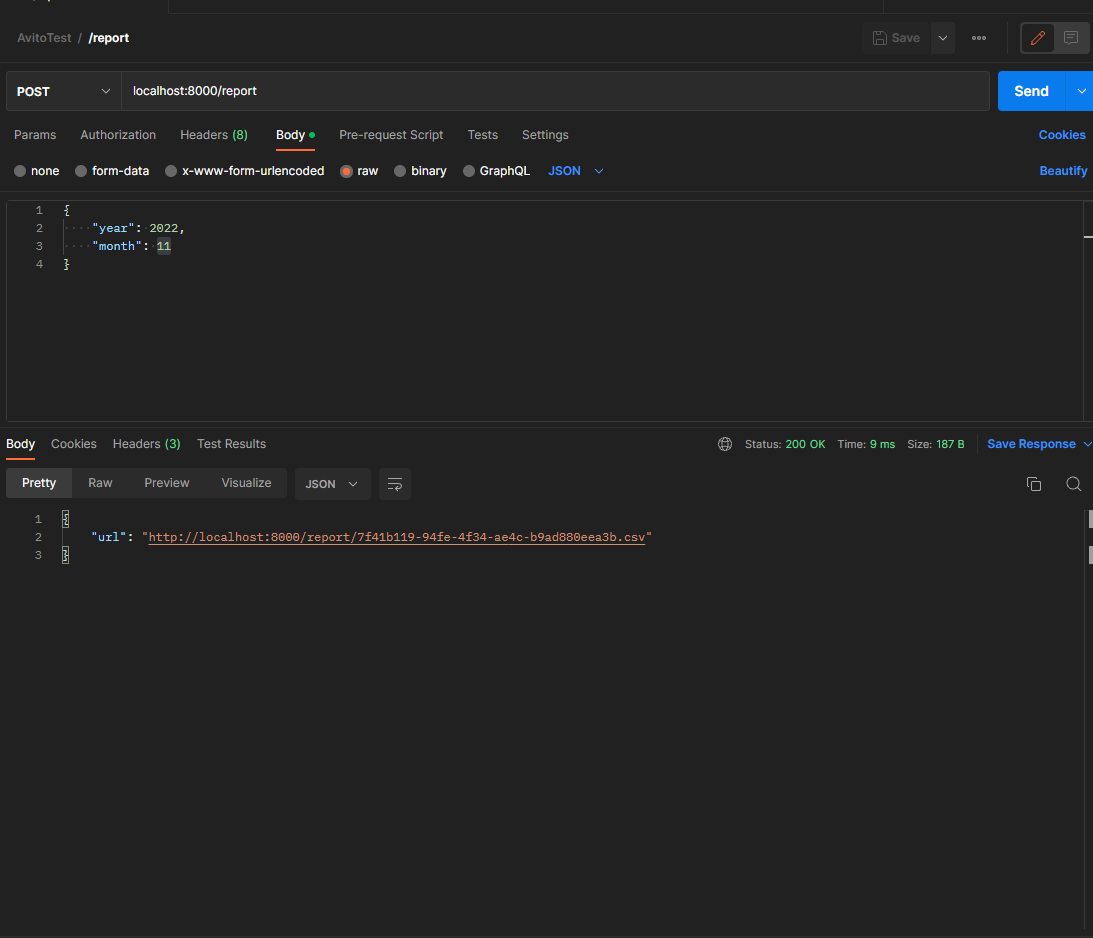 AvitoTest / /report
Save
POST
localhost:8000/report
Send
Params Authorization Headers (8) Body Pre-request Script Tests Settings Cookies
none form-data x-www-form-urlencoded raw binary GraphQL JSON Beautify
1 {
2 "year": 2022,
3 "month": 11
4 }
Body Cookies Headers (3) Test Results Status: 200 OK Time: 9 ms Size: 187 B Save Response
Pretty Raw Preview Visualize JSON
1 {
2 "url": "http://localhost:8000/report/7f41b119-94fe-4f34-ae4c-b9ad880eea3b.csv"
3 }